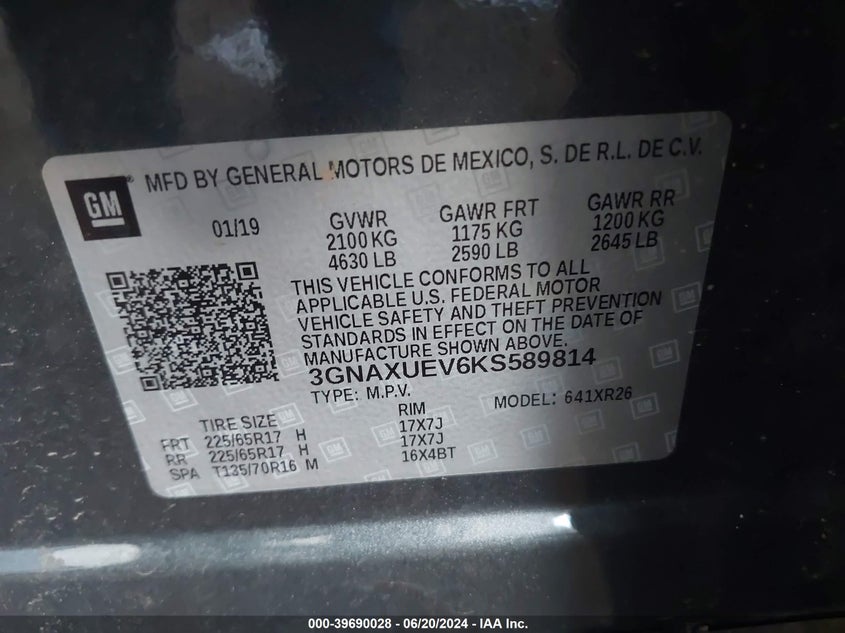 MFD BY GENERAL MOTORS DE MEXICO, S. DE R.L. DE C.V.
GM®
01/19
GVWR
2100 KG
4630 LB
GAWR FRT
1175 KG
2590 LB
GAWR RR
1200 KG
2645 LB
THIS VEHICLE CONFORMS TO ALL
APPLICABLE U.S. FEDERAL MOTOR
VEHICLE SAFETY AND THEFT PREVENTION
STANDARDS IN EFFECT ON THE DATE OF
MANUFACTURE SHOWN ABOVE.
3GNAXUEV6KS589814
TYPE: M.P.V.
MODEL: 641XR26
TIRE SIZE RIM
FRT 225/65R17 H 17X7J
RR 225/65R17 H 17X7J
SPA T135/70R16 M 16X4BT
000-39690028 - 06/20/2024 - IAA Inc.